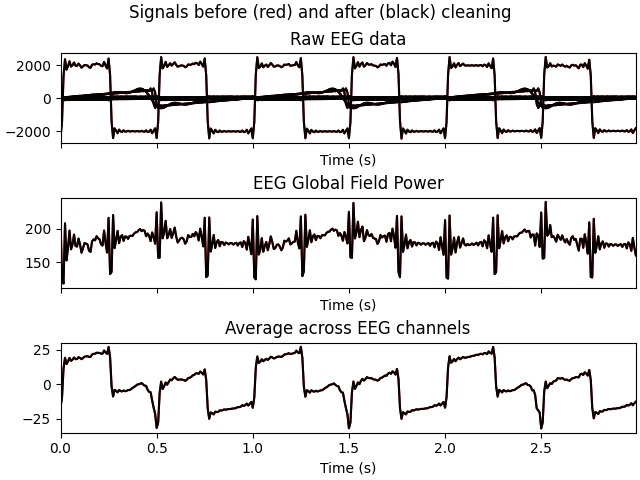 Signals before (red) and after (black) cleaning
Raw EEG data
2000
0
−2000
Time (s)
EEG Global Field Power
200
150
Time (s)
Average across EEG channels
25
0
−25
0.0 0.5 1.0 1.5 2.0 2.5
Time (s)